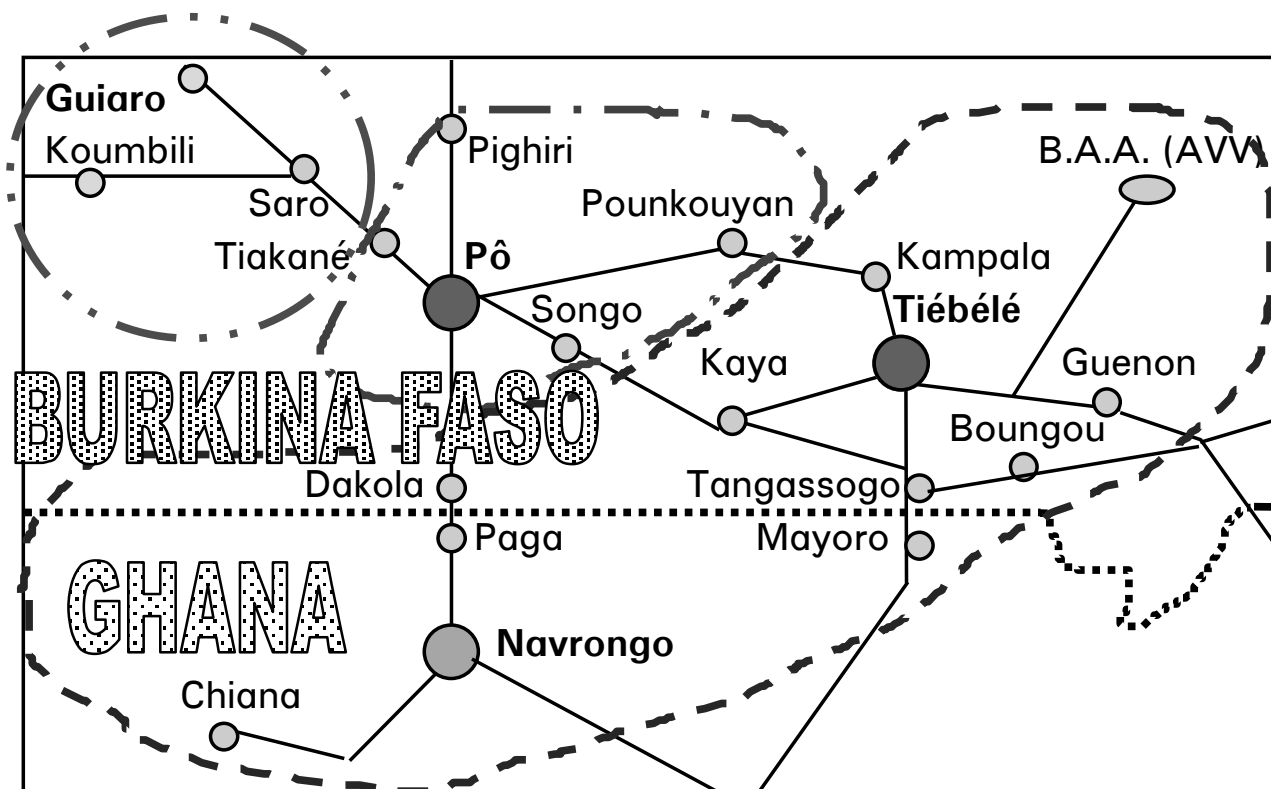 Guiaro
Koumbili
Pighiri
B.A.A. (AVV)
Saro
Pounkouyan
Tiakané
Pô
Kampala
Songo
Tiébélé
Kaya
Guenon
BURKINA FASO
Boungou
Dakola
Tangassogo
Paga
Mayoro
GHANA
Navrongo
Chiana